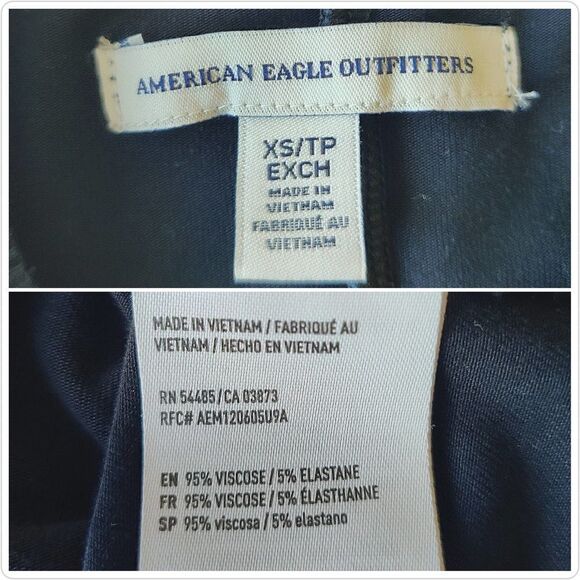 AMERICAN EAGLE OUTFITTERS
XS/TP
EXCH
MADE IN
VIETNAM
FABRIQUÉ AU
VIETNAM
MADE IN VIETNAM / FABRIQUÉ AU
VIETNAM / HECHO EN VIETNAM
RN 54485/CA 03873
RFC# AEM120605U9A
EN 95% VISCOSE / 5% ELASTANE
FR 95% VISCOSE / 5% ÉLASTHANNE
SP 95% viscosa / 5% elastano